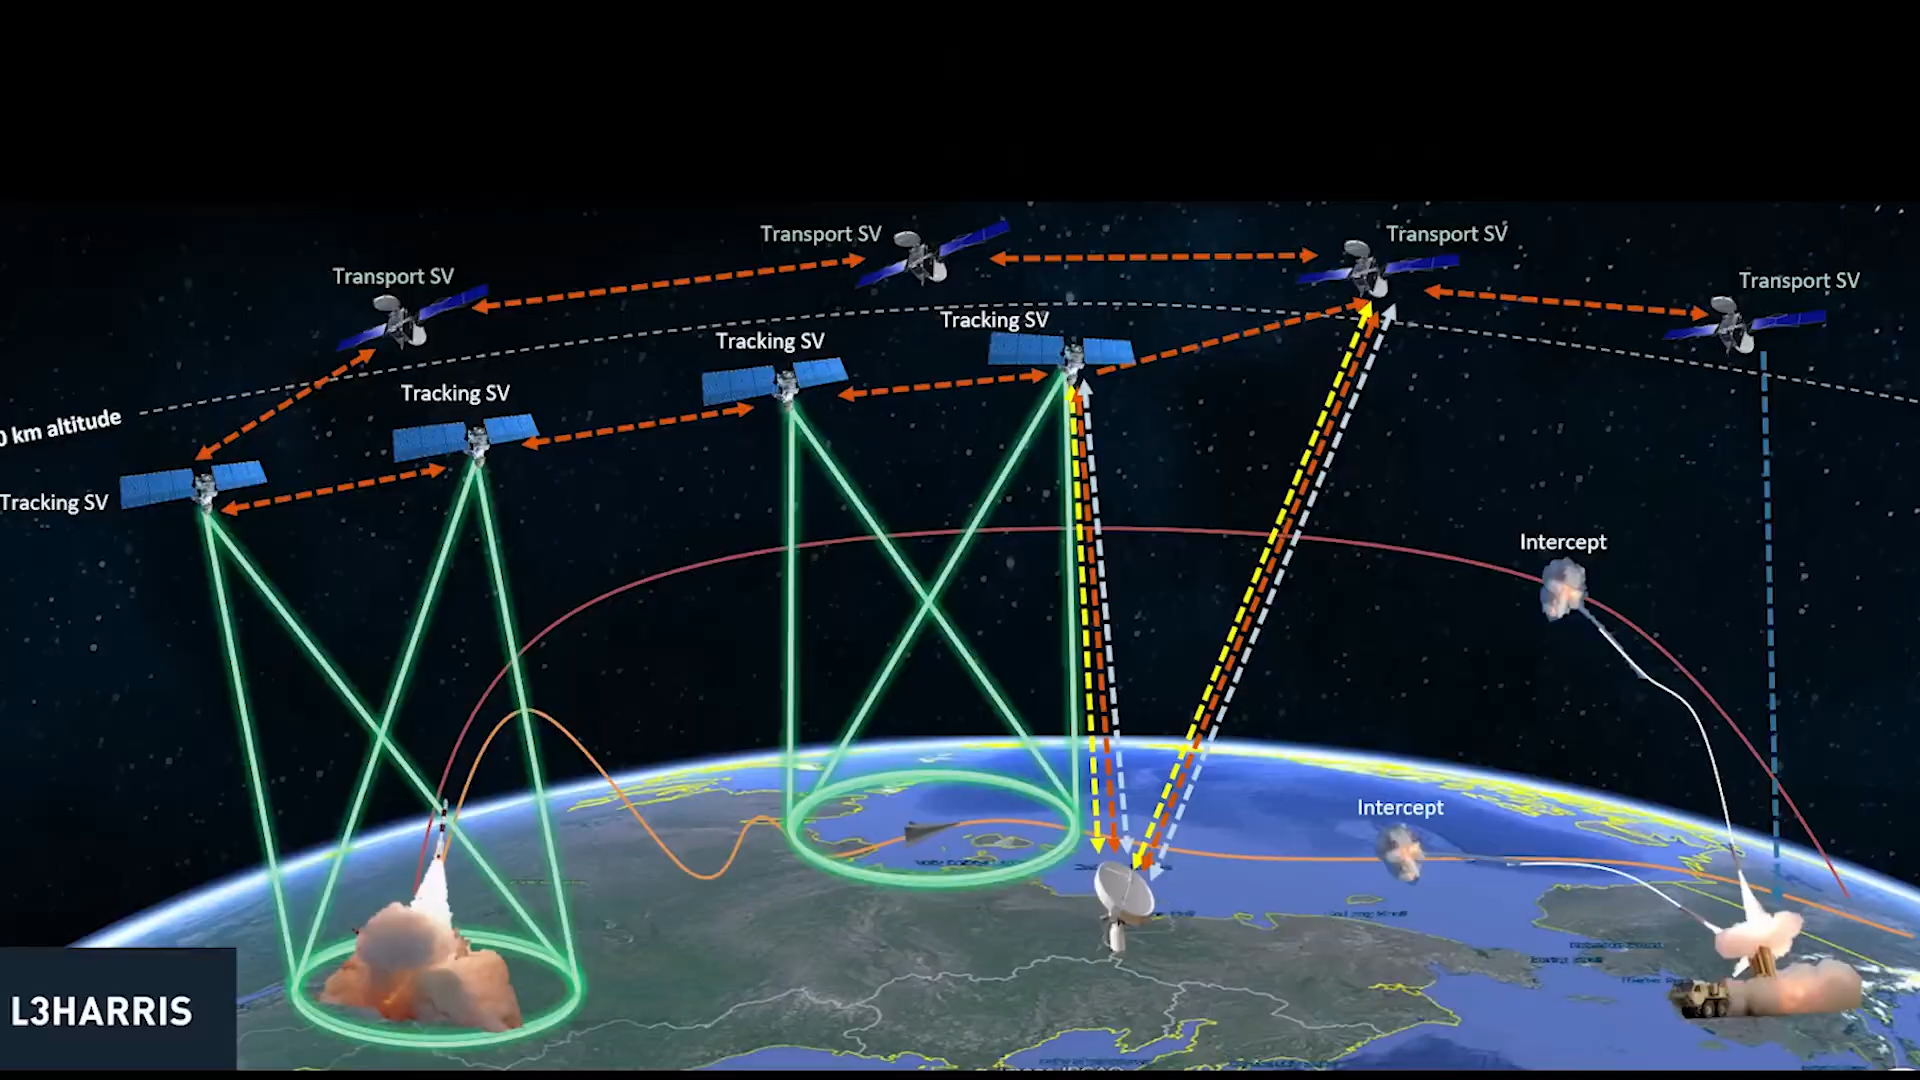 Transport SV
Transport SV
Transport SV
Transport SV
Tracking SV
Tracking SV
Tracking SV
Tracking SV
0 km altitude
Intercept
Intercept
L3HARRIS